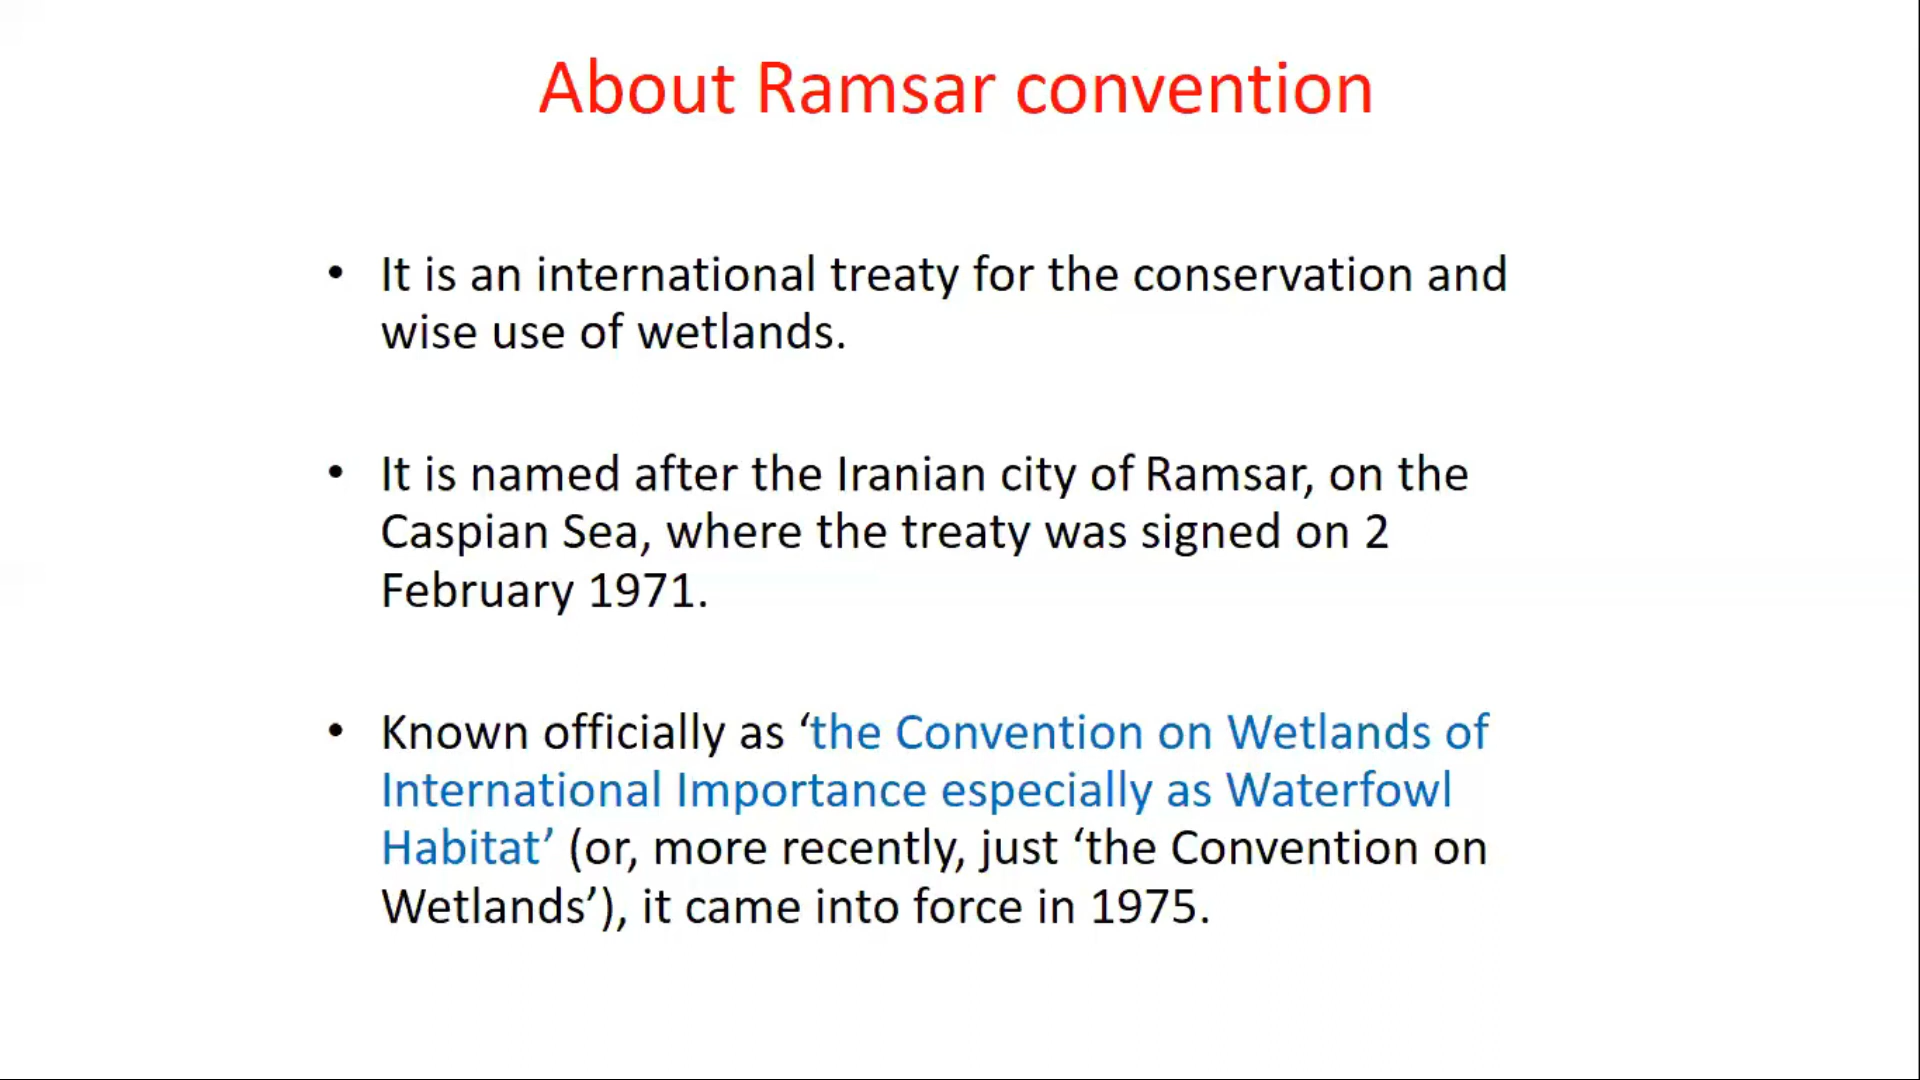 About Ramsar convention
• It is an international treaty for the conservation and
wise use of wetlands.
• It is named after the Iranian city of Ramsar, on the
Caspian Sea, where the treaty was signed on 2
February 1971.
• Known officially as ‘the Convention on Wetlands of
International Importance especially as Waterfowl
Habitat’ (or, more recently, just ‘the Convention on
Wetlands’), it came into force in 1975.